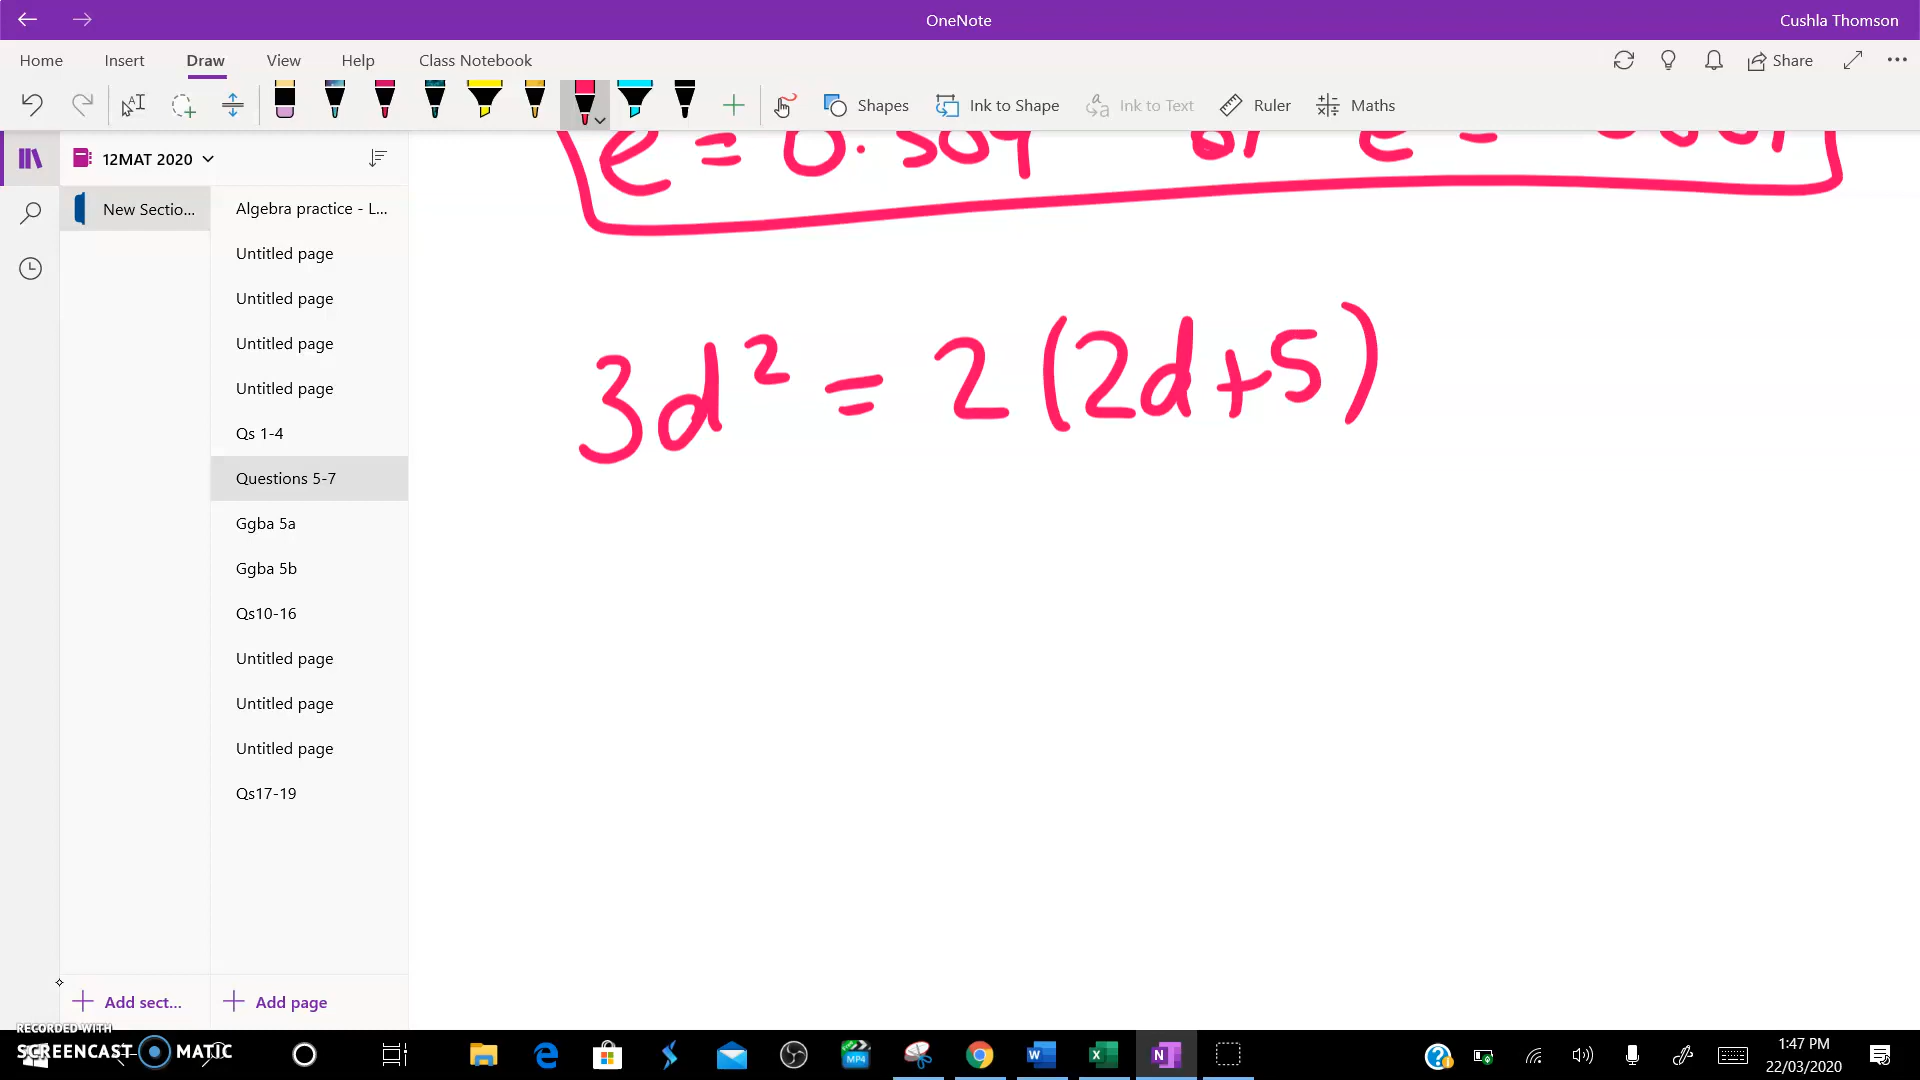 OneNote
Cushla Thomson
Home Insert Draw View Help Class Notebook
Share
Shapes Ink to Shape Ink to Text Ruler Maths
12MAT 2020
New Sectio...
Algebra practice - L...
Untitled page
Untitled page
Untitled page
Untitled page
Qs 1-4
Questions 5-7
Ggba 5a
Ggba 5b
Qs10-16
Untitled page
Untitled page
Untitled page
Qs17-19
Add sect...
Add page
3d² = 2(2d+5)
RECORDED WITH
SCREENCAST MATIC
1:47 PM
22/03/2020